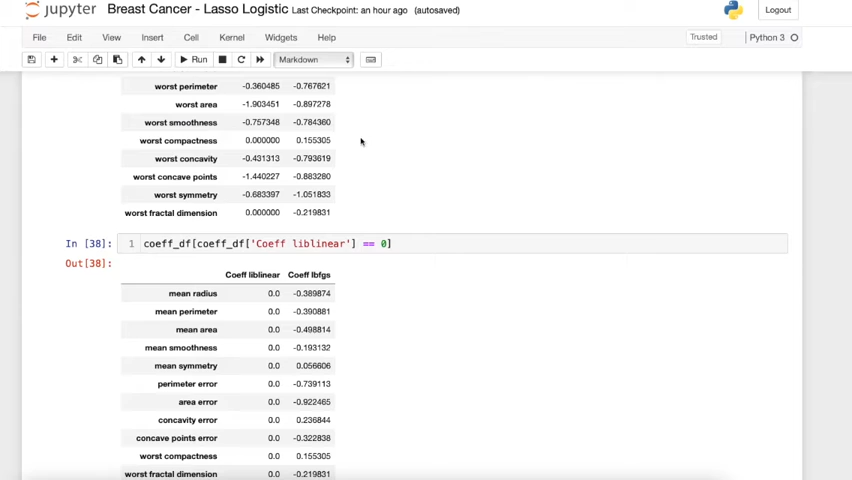 jupyter Breast Cancer - Lasso Logistic Last Checkpoint: an hour ago (autosaved) Logout
File Edit View Insert Cell Kernel Widgets Help Trusted Python 3
Run Markdown
worst perimeter -0.360485 -0.767621
worst area -1.903451 -0.897278
worst smoothness -0.757348 -0.784360
worst compactness 0.000000 0.155305
worst concavity -0.431313 -0.793619
worst concave points -1.440227 -0.883280
worst symmetry -0.683397 -1.051833
worst fractal dimension 0.000000 -0.219831
In [38]: 1 coeff_df[coeff_df['Coeff liblinear'] == 0]
Out[38]:
Coeff liblinear Coeff lbfgs
mean radius 0.0 -0.389874
mean perimeter 0.0 -0.390881
mean area 0.0 -0.498814
mean smoothness 0.0 -0.193132
mean symmetry 0.0 0.056606
perimeter error 0.0 -0.739113
area error 0.0 -0.922465
concavity error 0.0 0.236844
concave points error 0.0 -0.322838
worst compactness 0.0 0.155305
worst fractal dimension 0.0 -0.219831